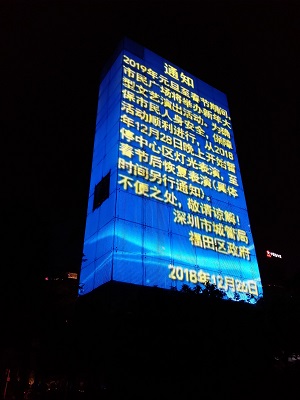 通知
2019年元旦至春节期间，
市民广场将举办新年大
型文艺演出活动，为确
保市民人身安全，保障
活动顺利进行，从2018
年12月28日晚上开始暂
停中心区灯光表演，至
春节后恢复表演（具体
时间另行通知）。
不便之处，敬请谅解！
深圳市城管局
福田区政府
2018年12月26日